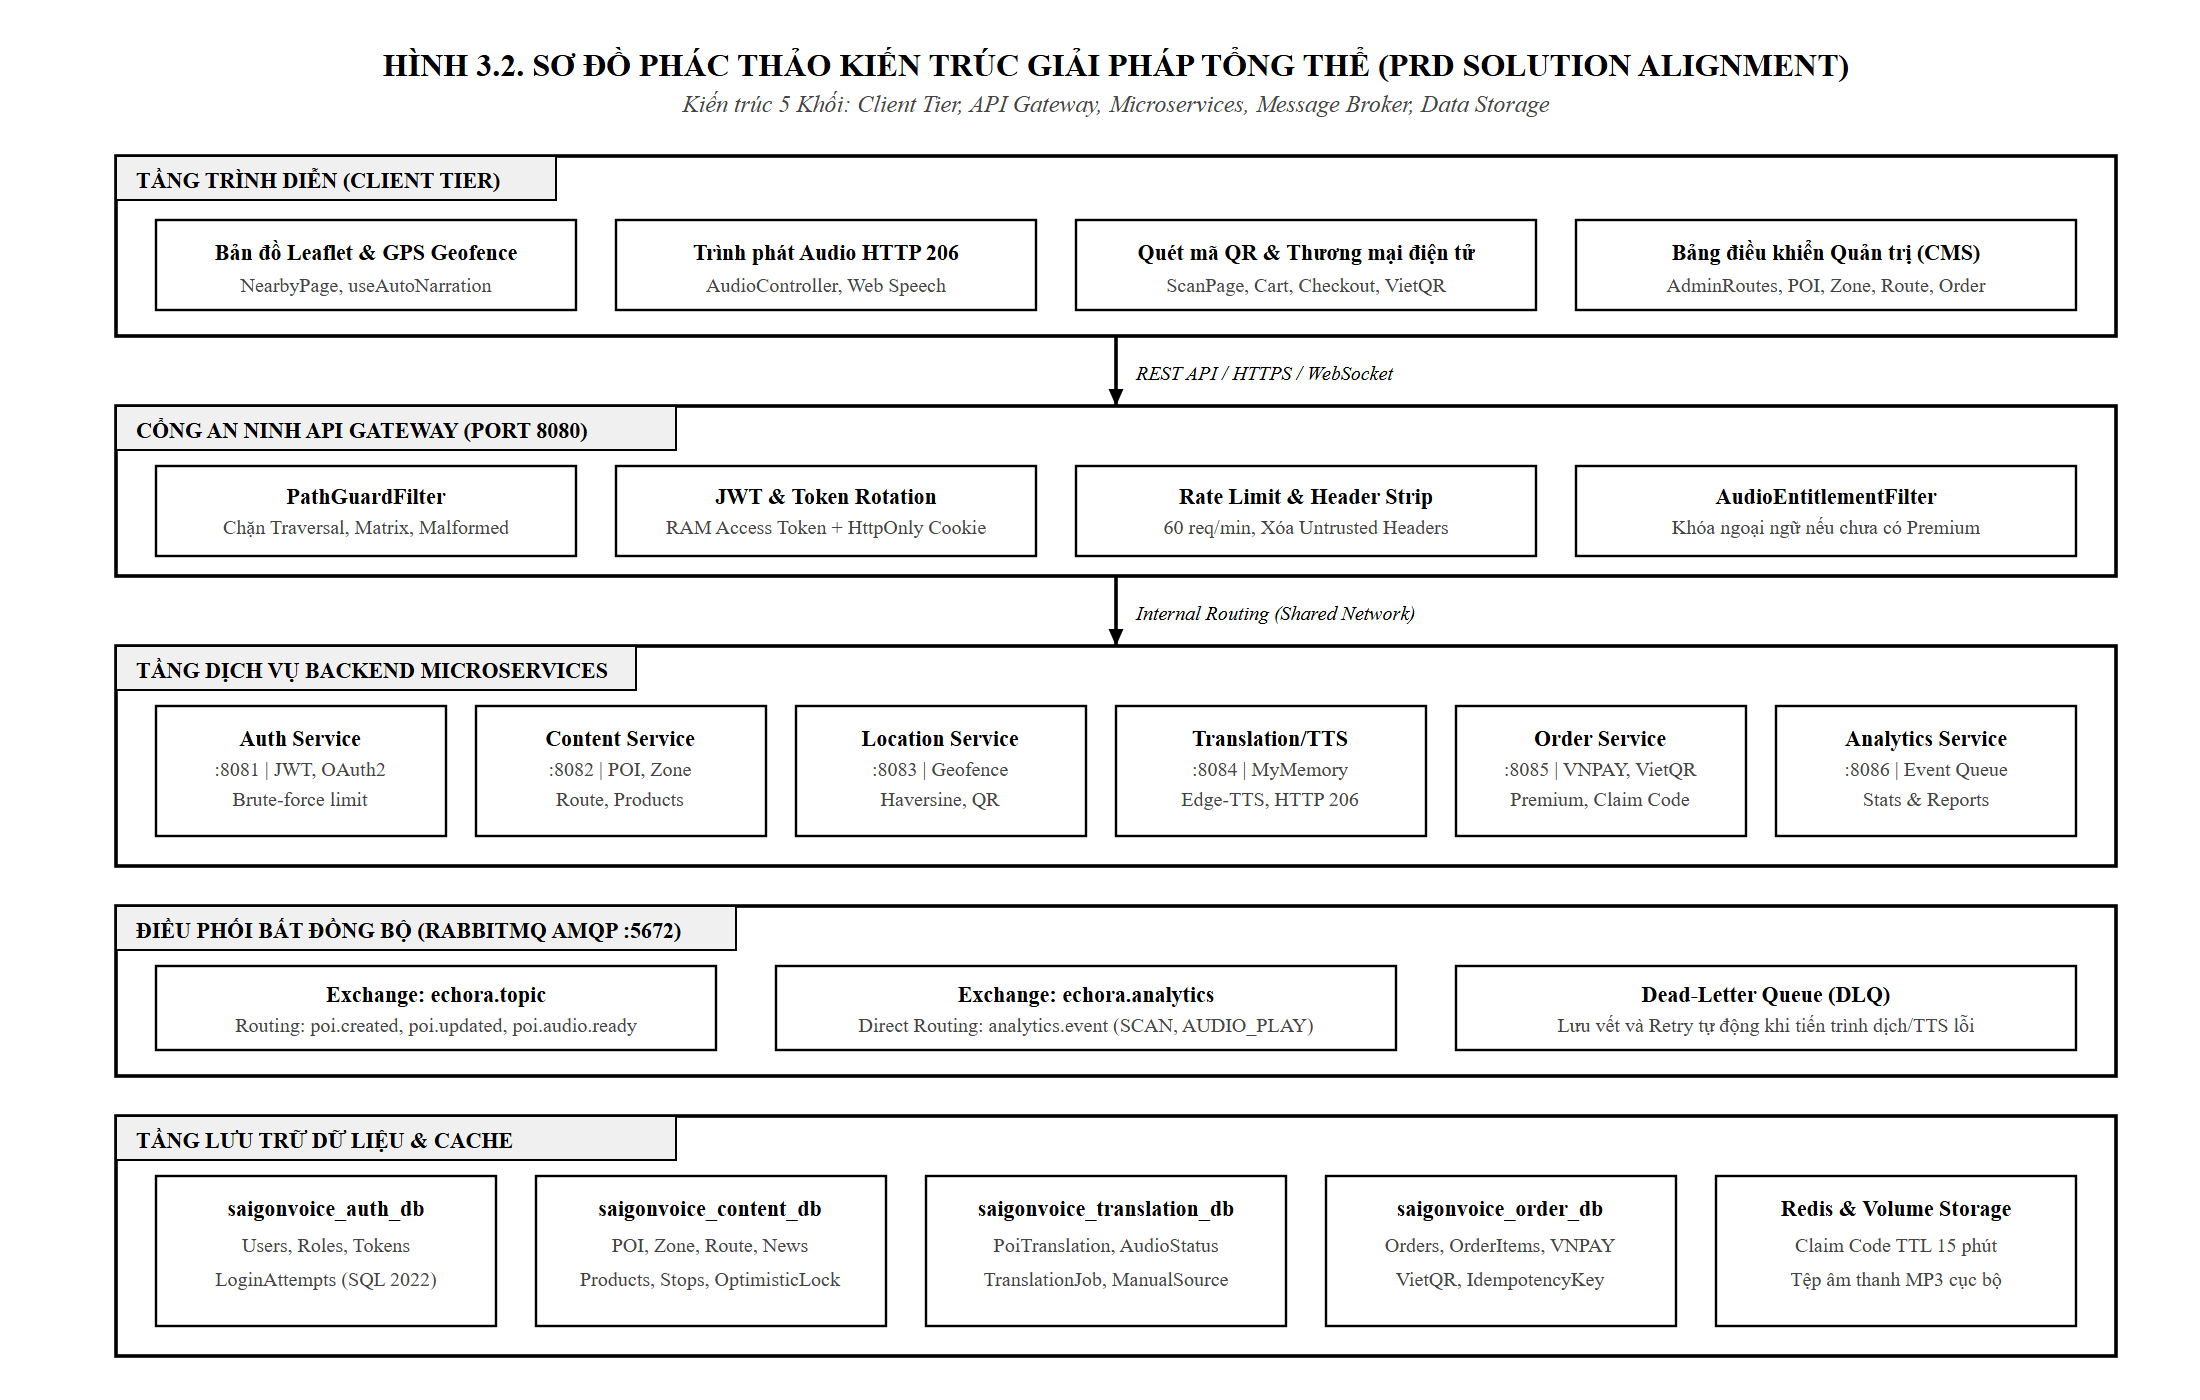 HÌNH 3.2. SƠ ĐỒ PHÁC THẢO KIẾN TRÚC GIẢI PHÁP TỔNG THỂ (PRD SOLUTION ALIGNMENT)
Kiến trúc 5 Khối: Client Tier, API Gateway, Microservices, Message Broker, Data Storage
TẦNG TRÌNH DIỄN (CLIENT TIER)
Bản đồ Leaflet & GPS Geofence
NearbyPage, useAutoNarration
Trình phát Audio HTTP 206
AudioController, Web Speech
Quét mã QR & Thương mại điện tử
ScanPage, Cart, Checkout, VietQR
Bảng điều khiển Quản trị (CMS)
AdminRoutes, POI, Zone, Route, Order
REST API / HTTPS / WebSocket
CỔNG AN NINH API GATEWAY (PORT 8080)
PathGuardFilter
Chặn Traversal, Matrix, Malformed
JWT & Token Rotation
RAM Access Token + HttpOnly Cookie
Rate Limit & Header Strip
60 req/min, Xóa Untrusted Headers
AudioEntitlementFilter
Khóa ngoại ngữ nếu chưa có Premium
Internal Routing (Shared Network)
TẦNG DỊCH VỤ BACKEND MICROSERVICES
Auth Service
:8081 | JWT, OAuth2
Brute-force limit
Content Service
:8082 | POI, Zone
Route, Products
Location Service
:8083 | Geofence
Haversine, QR
Translation/TTS
:8084 | MyMemory
Edge-TTS, HTTP 206
Order Service
:8085 | VNPAY, VietQR
Premium, Claim Code
Analytics Service
:8086 | Event Queue
Stats & Reports
ĐIỀU PHỐI BẤT ĐỒNG BỘ (RABBITMQ AMQP :5672)
Exchange: echora.topic
Routing: poi.created, poi.updated, poi.audio.ready
Exchange: echora.analytics
Direct Routing: analytics.event (SCAN, AUDIO_PLAY)
Dead-Letter Queue (DLQ)
Lưu vết và Retry tự động khi tiến trình dịch/TTS lỗi
TẦNG LƯU TRỮ DỮ LIỆU & CACHE
saigonvoice_auth_db
Users, Roles, Tokens
LoginAttempts (SQL 2022)
saigonvoice_content_db
POI, Zone, Route, News
Products, Stops, OptimisticLock
saigonvoice_translation_db
PoiTranslation, AudioStatus
TranslationJob, ManualSource
saigonvoice_order_db
Orders, OrderItems, VNPAY
VietQR, IdempotencyKey
Redis & Volume Storage
Claim Code TTL 15 phút
Tệp âm thanh MP3 cục bộ